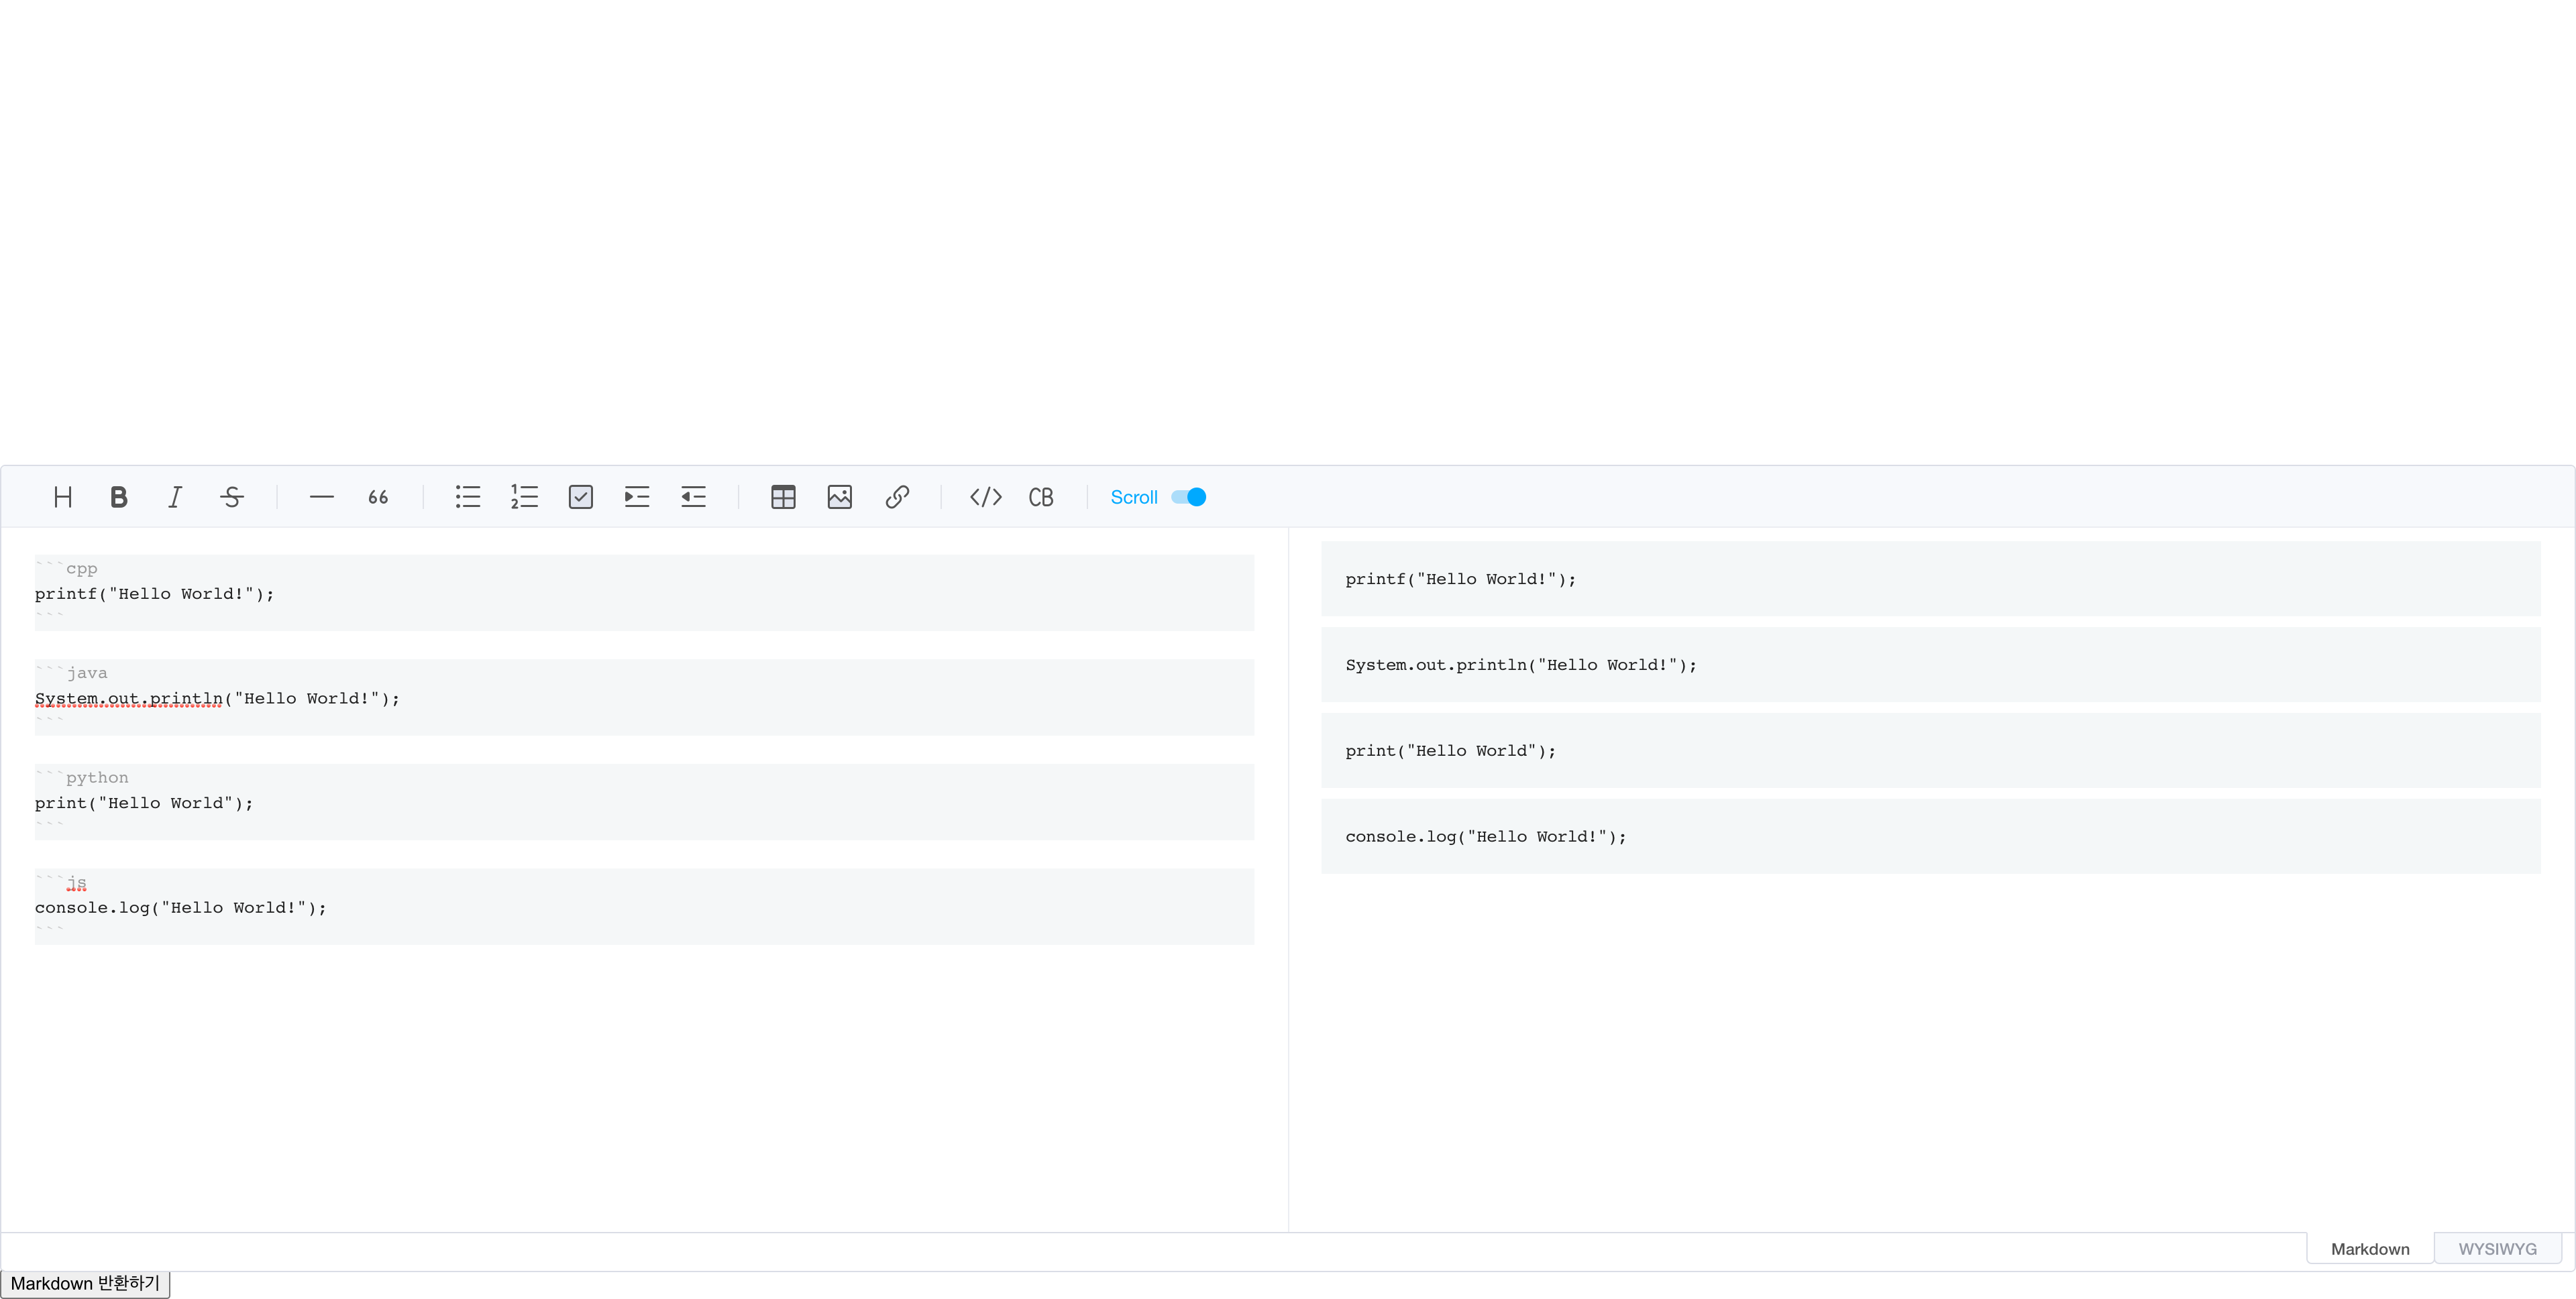 H B I S 66 </> CB Scroll
```cpp
printf("Hello World!");
```
```java
System.out.println("Hello World!");
```
```python
print("Hello World");
```
```js
console.log("Hello World!");
```
printf("Hello World!");
System.out.println("Hello World!");
print("Hello World");
console.log("Hello World!");
Markdown WYSIWYG
Markdown 반환하기